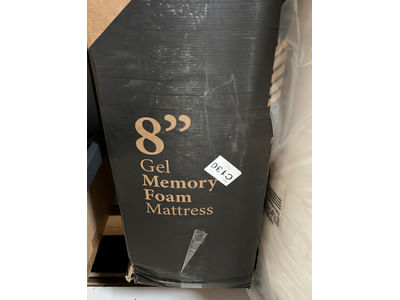 8”
Gel
Memory
Foam
Mattress
C130